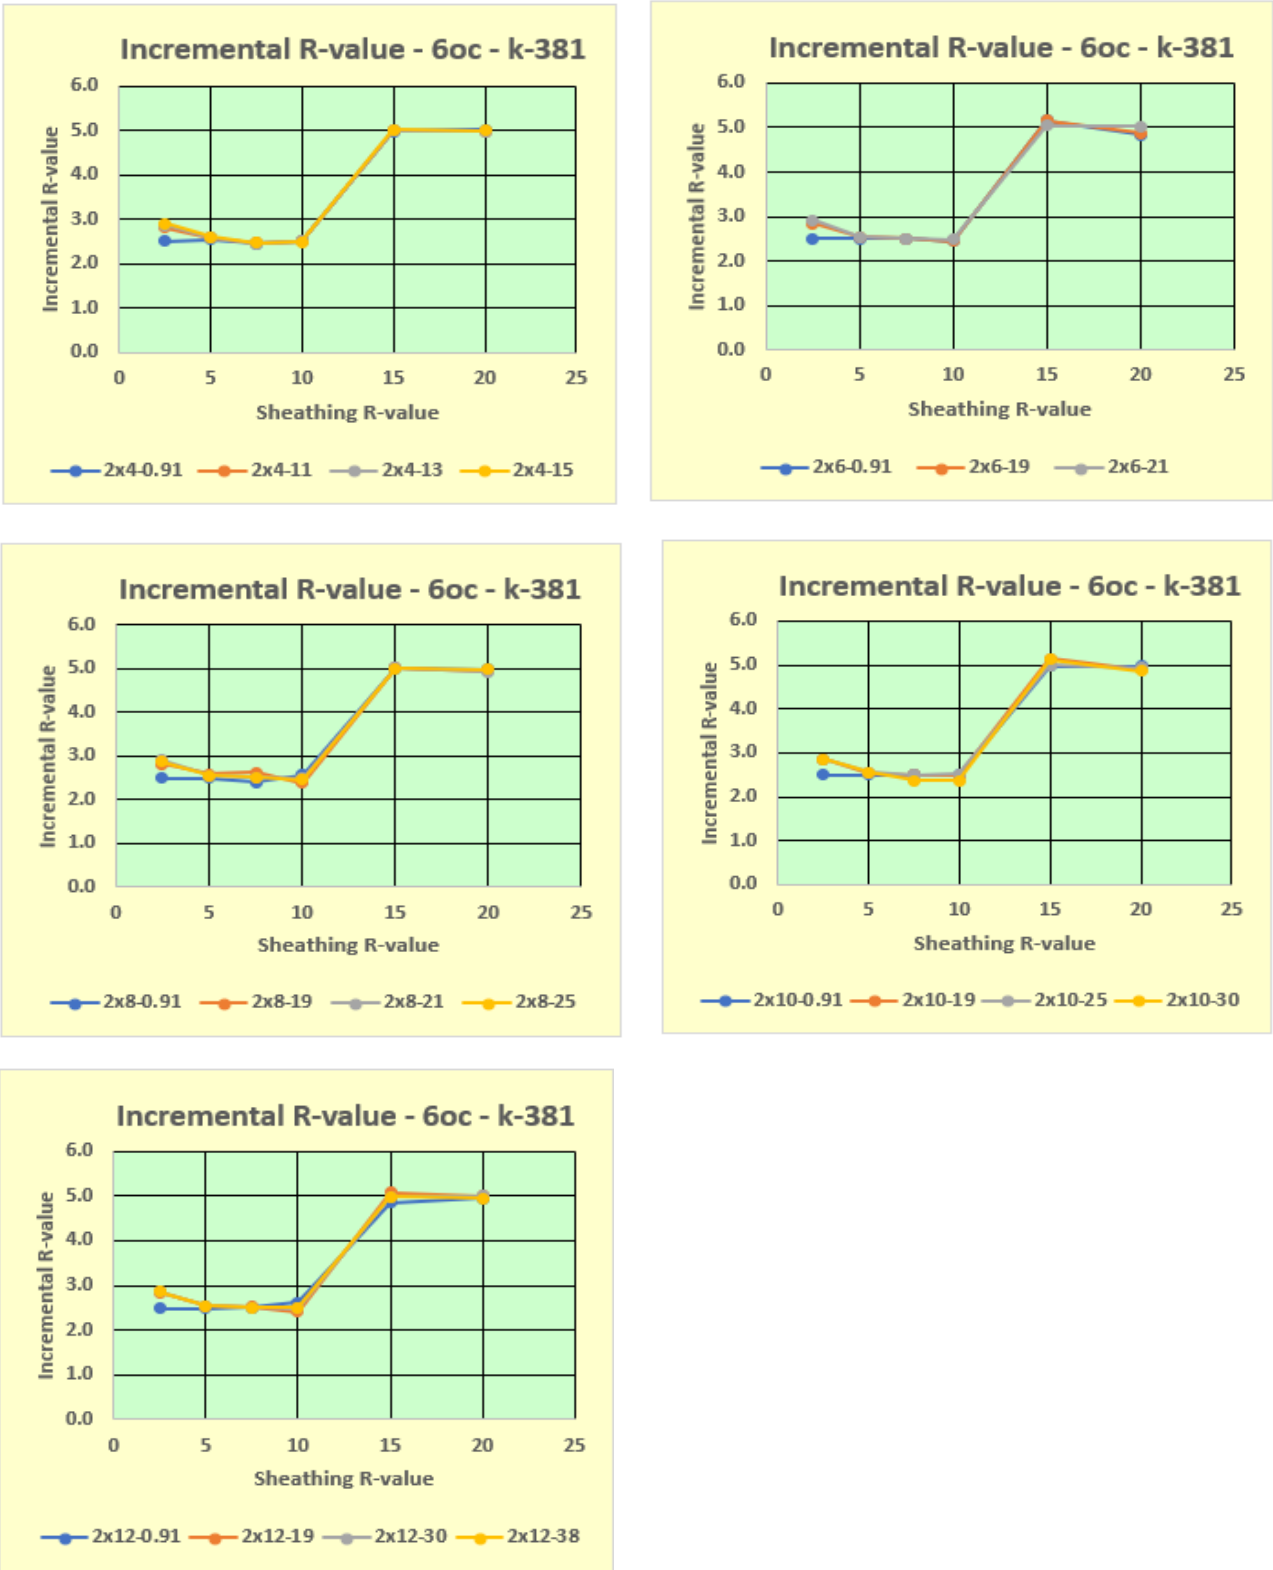 Incremental R-value - 6oc - k-381
Incremental R-value
6.0
5.0
4.0
3.0
2.0
1.0
0.0
0 5 10 15 20 25
Sheathing R-value
2x4-0.91 2x4-11 2x4-13 2x4-15
Incremental R-value - 6oc - k-381
Incremental R-value
6.0
5.0
4.0
3.0
2.0
1.0
0.0
0 5 10 15 20 25
Sheathing R-value
2x6-0.91 2x6-19 2x6-21
Incremental R-value - 6oc - k-381
Incremental R-value
6.0
5.0
4.0
3.0
2.0
1.0
0.0
0 5 10 15 20 25
Sheathing R-value
2x8-0.91 2x8-19 2x8-21 2x8-25
Incremental R-value - 6oc - k-381
Incremental R-value
6.0
5.0
4.0
3.0
2.0
1.0
0.0
0 5 10 15 20 25
Sheathing R-value
2x10-0.91 2x10-19 2x10-25 2x10-30
Incremental R-value - 6oc - k-381
Incremental R-value
6.0
5.0
4.0
3.0
2.0
1.0
0.0
0 5 10 15 20 25
Sheathing R-value
2x12-0.91 2x12-19 2x12-30 2x12-38